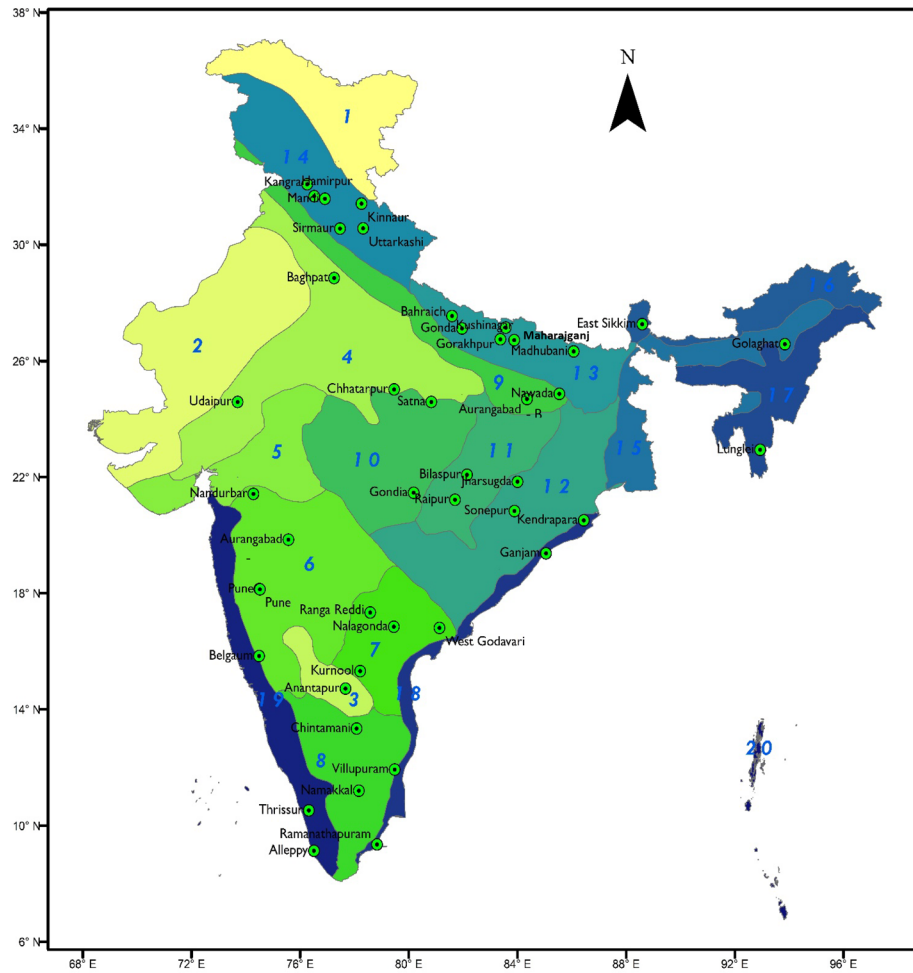 38° N
N
1
34° N
14
Hamirpur
Kangra
Mandi
Kinnaur
Sirmaur
Uttarkashi
30° N
Baghpat
16
Bahraich
East Sikkim
Kushinagar
Gonda
Maharajganj
Gorakhpur
Golaghat
2
Madhubani
4
26° N
13
9
Chhatarpur
Nawada
17
Udaipur
Satna
Aurangabad
- R
5
10
11
15
Lunglei
22° N
Bilaspur
Jharsugda
12
Nandurbar
Gondia
Raipur
Sonepur
Kendrapara
Aurangabad
-
Ganjam
6
18° N
Pune
Pune
Ranga Reddi
Nalagonda
West Godavari
7
Belgaum
Kurnool
Anantapur
18
19
3
14° N
Chintamani
20
8
Villupuram
Namakkal
Thrissur
10° N
Ramanathapuram
Alleppy
6° N
68° E
72° E
76° E
80° E
84° E
88° E
92° E
96° E